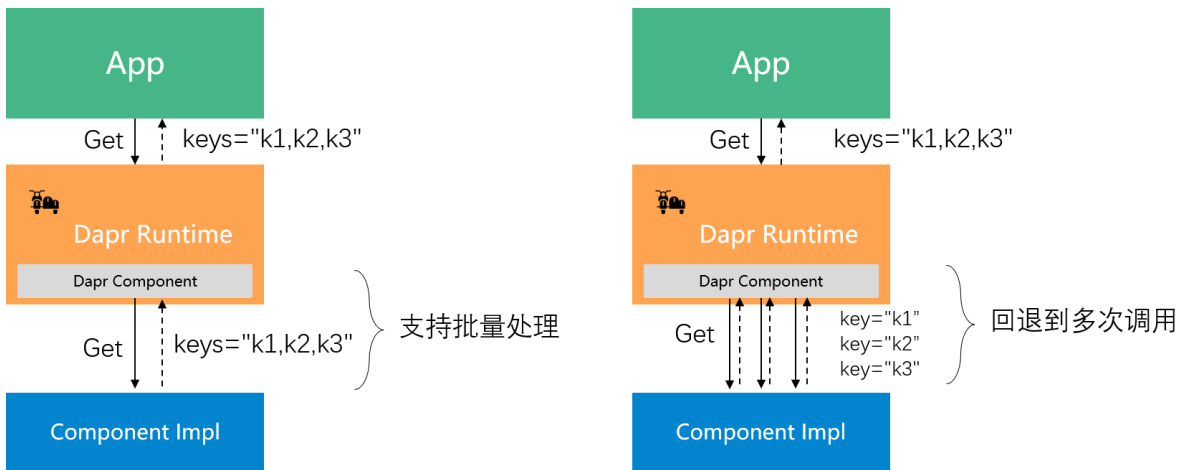 App
Get
keys="k1,k2,k3"
Dapr Runtime
Dapr Component
Get
keys="k1,k2,k3"
支持批量处理
Component Impl
App
Get
keys="k1,k2,k3"
Dapr Runtime
Dapr Component
Get
key="k1”
key="k2”
key="k3"
回退到多次调用
Component Impl